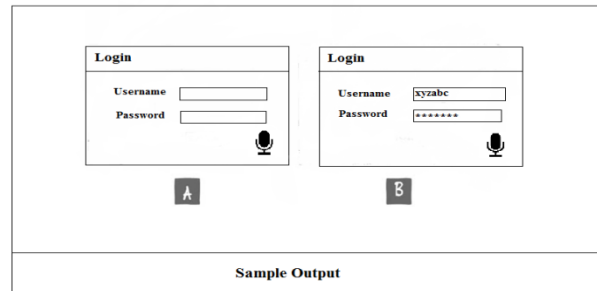 Login
Username
Password
A
Login
Username xyzabc
Password *******
B
Sample Output